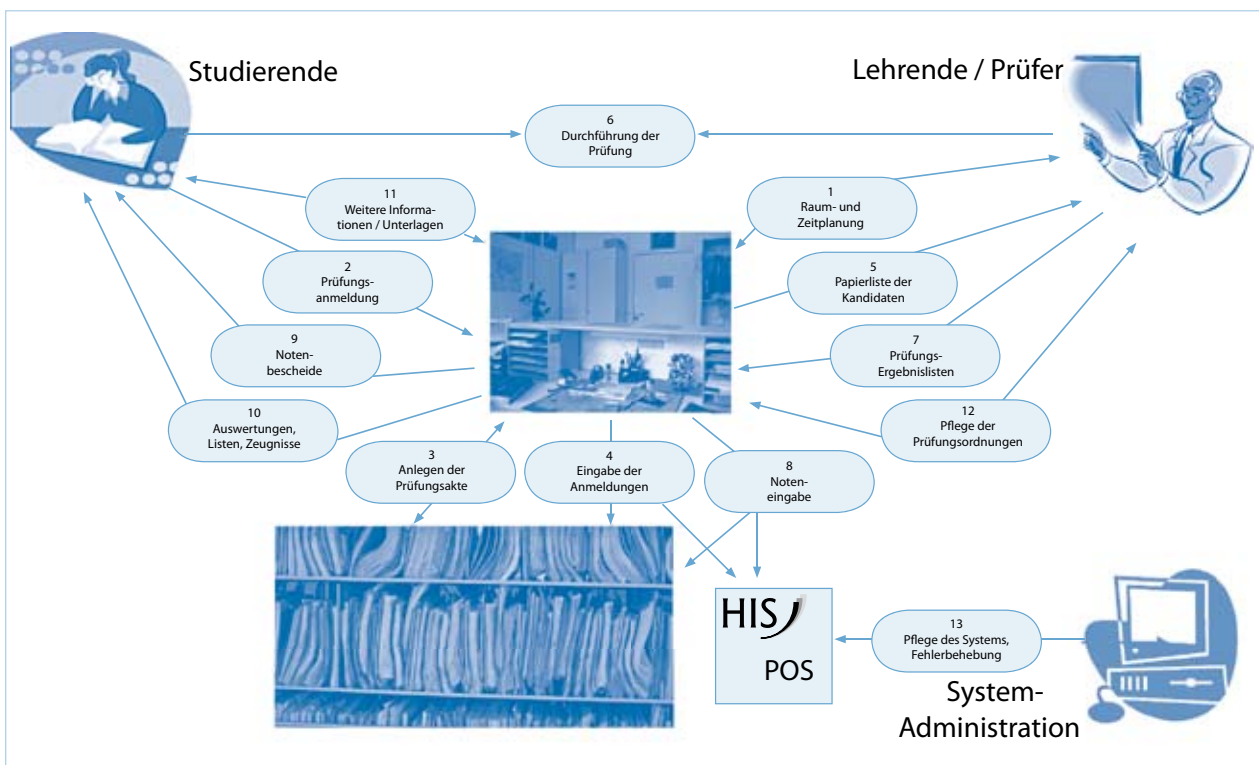 Studierende
Lehrende / Prüfer
6
Durchführung der
Prüfung
11
Weitere Informa-
tionen / Unterlagen
1
Raum- und
Zeitplanung
2
Prüfungs-
anmeldung
5
Papierliste der
Kandidaten
9
Noten-
bescheide
7
Prüfungs-
Ergebnislisten
10
Auswertungen,
Listen, Zeugnisse
12
Pflege der
Prüfungsordnungen
3
Anlegen der
Prüfungsakte
4
Eingabe der
Anmeldungen
8
Noten-
eingabe
HIS
POS
13
Pflege des Systems,
Fehlerbehebung
System-
Administration